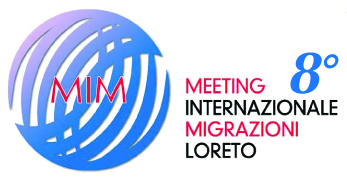 MIM
MEETING 8°
INTERNAZIONALE
MIGRAZIONI
LORETO